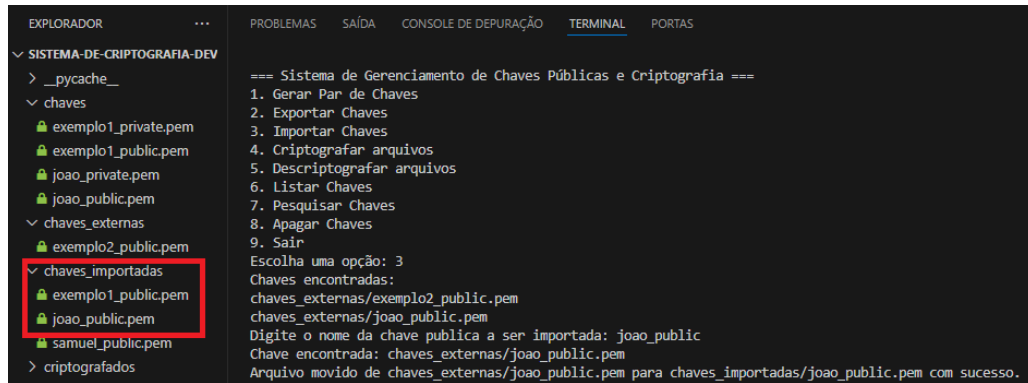 EXPLORADOR ...
SISTEMA-DE-CRIPTOGRAFIA-DEV
__pycache__
chaves
exemplo1_private.pem
exemplo1_public.pem
joao_private.pem
joao_public.pem
chaves_externas
exemplo2_public.pem
chaves_importadas
exemplo1_public.pem
joao_public.pem
samuel_public.pem
criptografados
PROBLEMAS SAÍDA CONSOLE DE DEPURAÇÃO TERMINAL PORTAS
=== Sistema de Gerenciamento de Chaves Públicas e Criptografia ===
1. Gerar Par de Chaves
2. Exportar Chaves
3. Importar Chaves
4. Criptografar arquivos
5. Descriptografar arquivos
6. Listar Chaves
7. Pesquisar Chaves
8. Apagar Chaves
9. Sair
Escolha uma opção: 3
Chaves encontradas:
chaves_externas/exemplo2_public.pem
chaves_externas/joao_public.pem
Digite o nome da chave publica a ser importada: joao_public
Chave encontrada: chaves_externas/joao_public.pem
Arquivo movido de chaves_externas/joao_public.pem para chaves_importadas/joao_public.pem com sucesso.